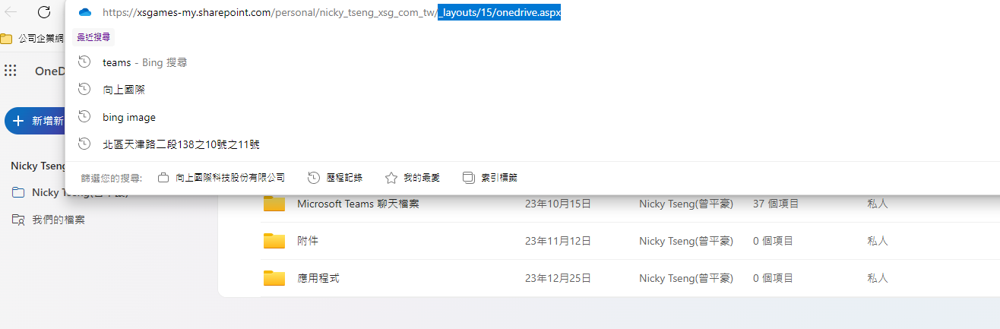 https://xsgames-my.sharepoint.com/personal/nicky_tseng_xsg_com_tw/_layouts/15/onedrive.aspx
公司企業網
最近搜尋
teams - Bing 搜尋
OneD
向上國際
bing image
新增新
北區天津路二段138之10號之11號
Nicky Tseng
篩選您的搜尋: 向上國際科技股份有限公司 歷程記錄 我的最愛 索引標籤
Nicky Tseng(曾平豪)
Microsoft Teams 聊天檔案 23年10月15日 Nicky Tseng(曾平豪) 37 個項目 私人
我們的檔案
附件 23年11月12日 Nicky Tseng(曾平豪) 0 個項目 私人
應用程式 23年12月25日 Nicky Tseng(曾平豪) 0 個項目 私人